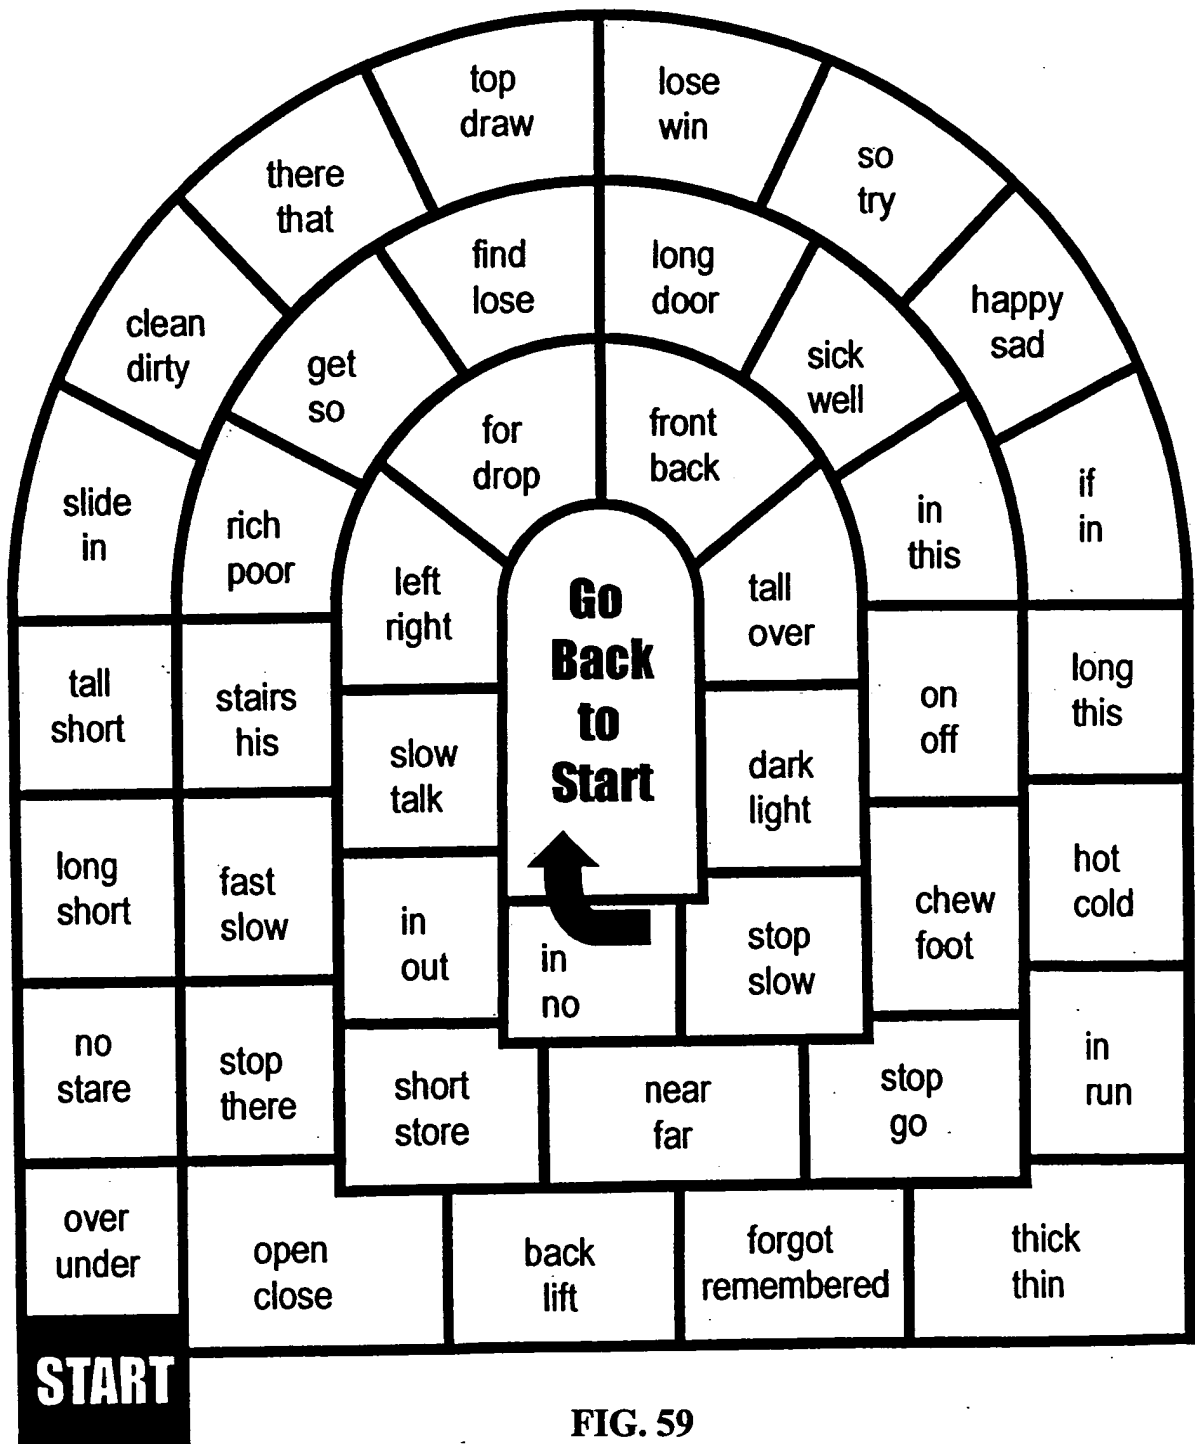 top
draw
lose
win
so
try
there
that
happy
sad
clean
dirty
find
lose
long
door
get
so
sick
well
for
drop
front
back
slide
in
rich
poor
in
this
if
in
left
right
Go
Back
to
Start
tall
over
tall
short
stairs
his
on
off
long
this
slow
talk
dark
light
long
short
fast
slow
in
out
in
no
stop
slow
chew
foot
hot
cold
no
stare
stop
there
short
store
near
far
stop
go
in
run
over
under
open
close
back
lift
forgot
remembered
thick
thin
START
FIG. 59